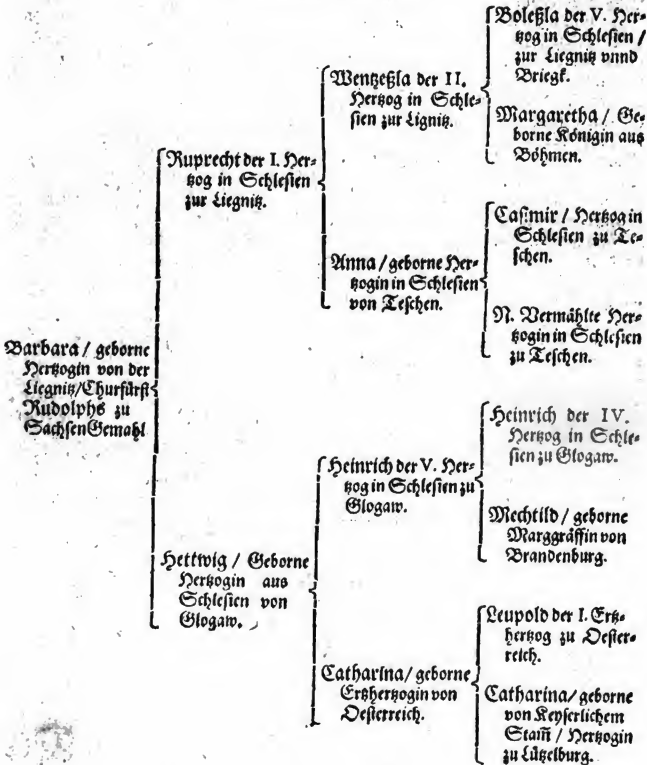 Boleßla der V. Her-
tzog in Schlesien /
zur Liegnitz vnnd
Briegk.
Wentzeßla der II.
Hertzog in Schle-
sien zur Lignitz.
Margaretha / Ge-
borne Königin aus
Böhmen.
Ruprecht der I. Her-
tzog in Schlesien
zur Liegnitz.
Casimir / Hertzog in
Schlesien zu Te-
schen.
Anna / geborne Her-
tzogin in Schlesien
von Teschen.
N. Vermählte Her-
tzogin in Schlesien
zu Teschen.
Barbara / geborne
Hertzogin von der
Liegnitz/Churfürst
Rudolphs zu
Sachsen Gemahl
Heinrich der IV.
Hertzog in Schle-
sien zu Glogaw.
Heinrich der V. Her-
tzog in Schlesien zu
Glogaw.
Mechtild / geborne
Marggräffin von
Brandenburg.
Hettwig / Geborne
Hertzogin aus
Schlesien von
Glogaw.
Leupold der I. Ertz-
hertzog zu Oester-
reich.
Catharina/ geborne
Ertzhertzogin von
Oesterreich.
Catharina/ geborne
von Keyserlichem
Stam̄ / Hertzogin
zu Lützelburg.